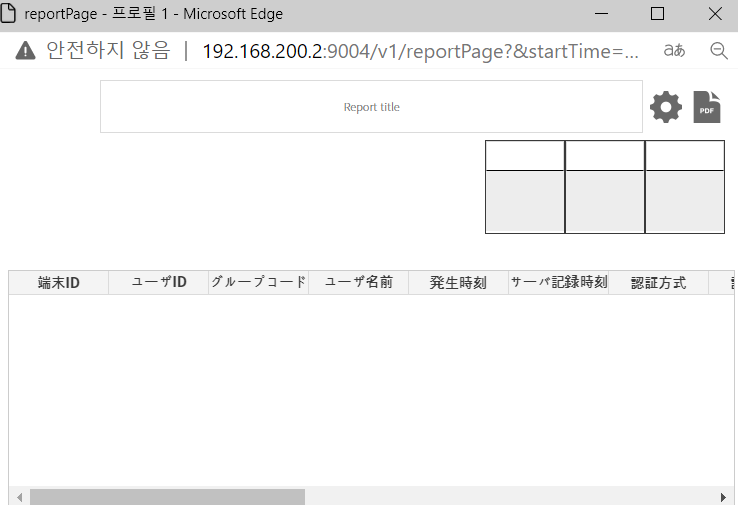 reportPage - 프로필 1 - Microsoft Edge
안전하지 않음 | 192.168.200.2:9004/v1/reportPage?&startTime=... aあ
Report title
PDF
端末ID ユーザID グループコード ユーザ名前 発生時刻 サーバ記録時刻 認証方式